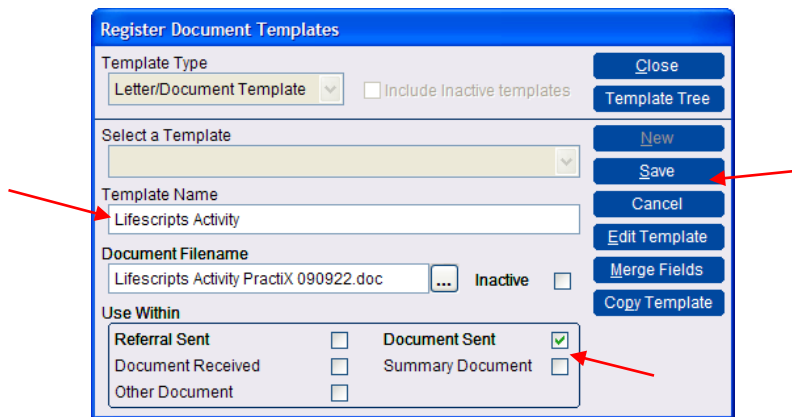 Register Document Templates
Template Type
Close
Letter/Document Template
Include Inactive templates
Template Tree
Select a Template
New
Save
Template Name
Cancel
Lifescripts Activity
Edit Template
Document Filename
Merge Fields
Lifescripts Activity PractiX 090922.doc ... Inactive
Copy Template
Use Within
Referral Sent
Document Sent
Document Received
Summary Document
Other Document